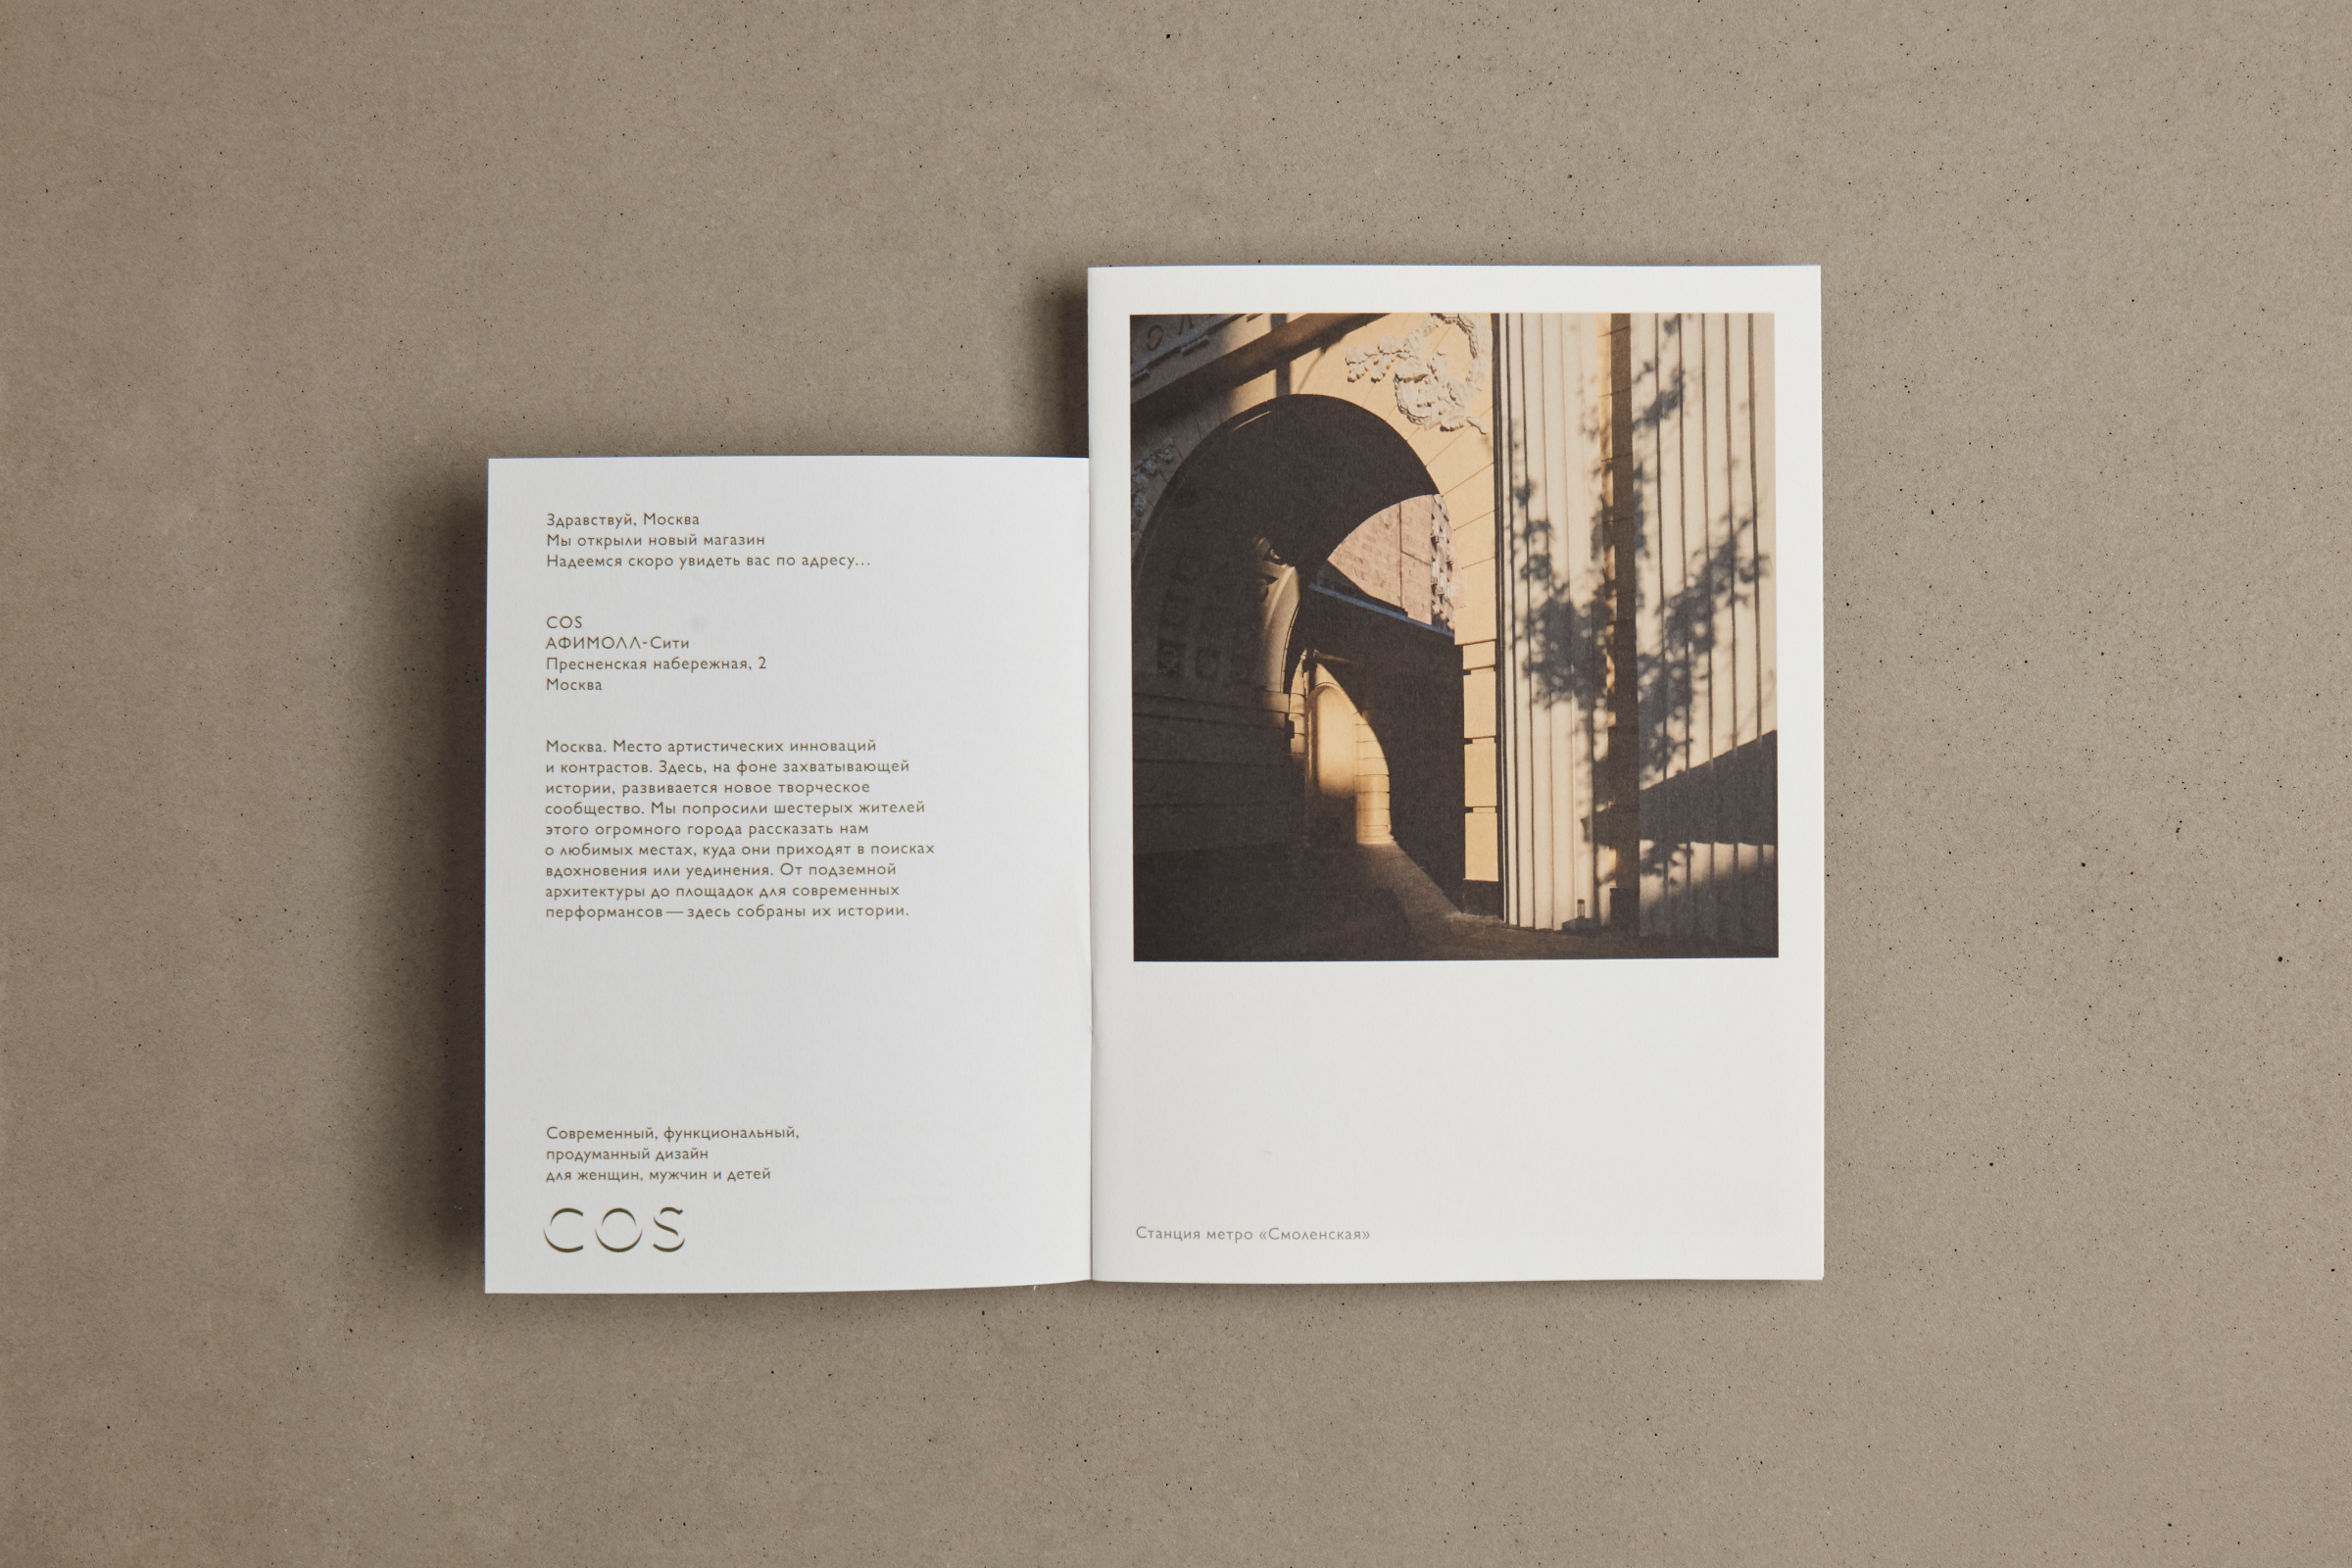 Здравствуй, Москва
Мы открыли новый магазин
Надеемся скоро увидеть вас по адресу...
COS
АФИМОЛЛ-Сити
Пресненская набережная, 2
Москва
Москва. Место артистических инноваций
и контрастов. Здесь, на фоне захватывающей
истории, развивается новое творческое
сообщество. Мы попросили шестерых жителей
этого огромного города рассказать нам
о любимых местах, куда они приходят в поисках
вдохновения или уединения. От подземной
архитектуры до площадок для современных
перформансов — здесь собраны их истории.
Современный, функциональный,
продуманный дизайн
для женщин, мужчин и детей
COS
Станция метро «Смоленская»